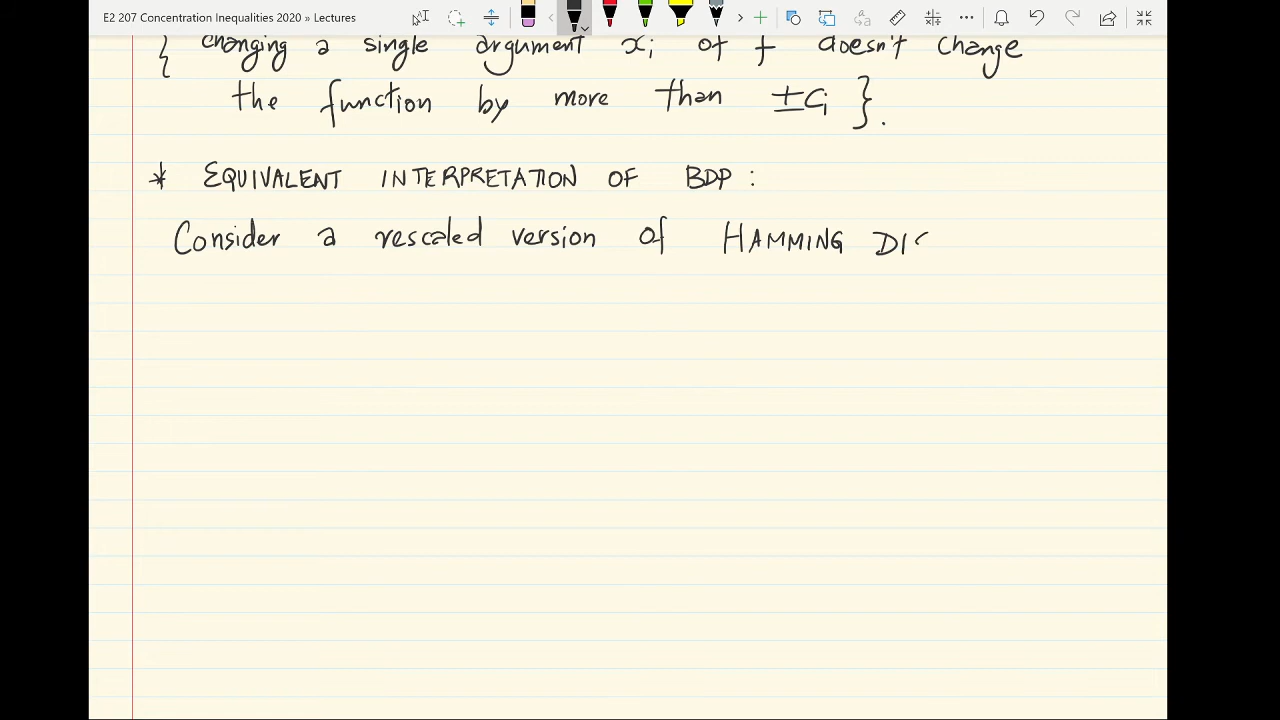 E2 207 Concentration Inequalities 2020 » Lectures
{ changing a single argument xi of f doesn't change
the function by more than ±Ci }.
* EQUIVALENT INTERPRETATION OF BDP :
Consider a rescaled version of HAMMING DI